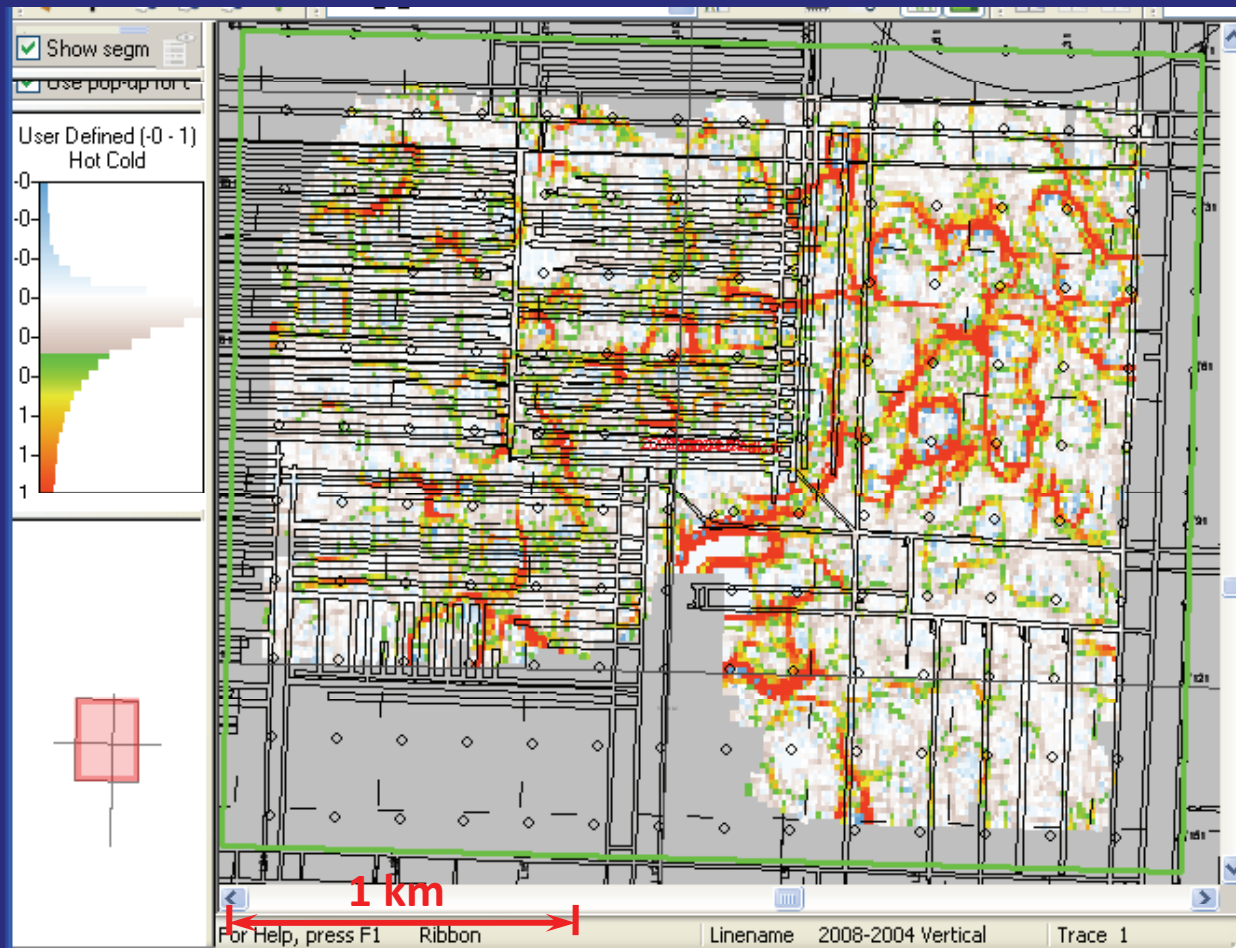 Show segm
Use pop-up for t
User Defined (-0 - 1)
Hot Cold
-0
-0
-0
0
0
0
1
1
1
1 km
For Help, press F1 Ribbon Linename 2008-2004 Vertical Trace 1